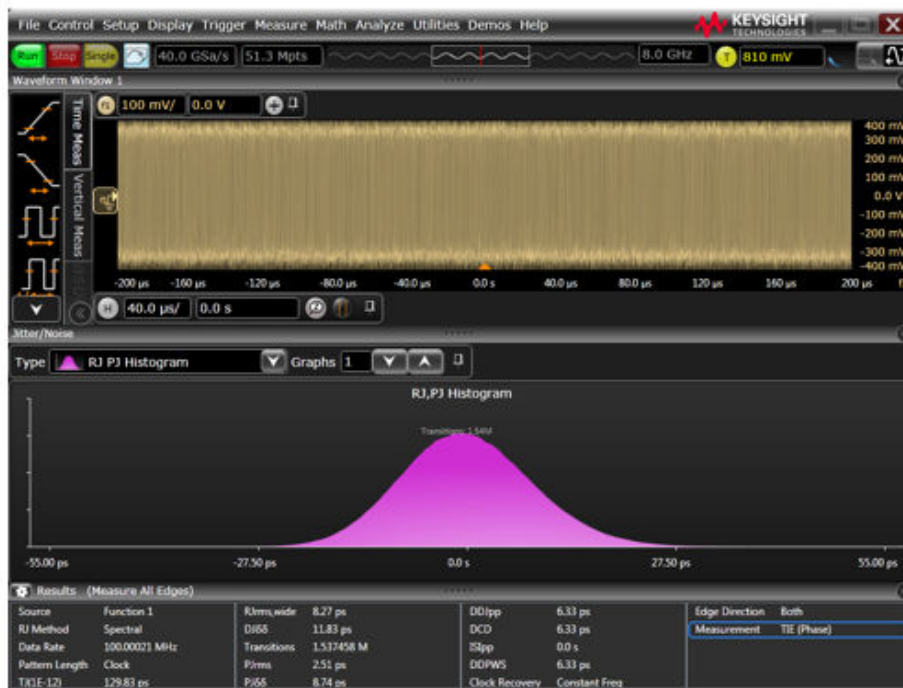 File Control Setup Display Trigger Measure Math Analyze Utilities Demos Help
KEYSIGHT
TECHNOLOGIES
Run Stop Single 40.0 GSa/s 51.3 Mpts 8.0 GHz T 810 mV
Waveform Window 1
Time Meas
Vertical Meas
f1 100 mV/ 0.0 V
400 mV
300 mV
200 mV
100 mV
0.0 V
-100 mV
-200 mV
-300 mV
-400 mV
-200 µs -160 µs -120 µs -80.0 µs -40.0 µs 0.0 s 40.0 µs 80.0 µs 120 µs 160 µs 200 µs
H 40.0 µs/ 0.0 s
Jitter/Noise
Type RJ PJ Histogram Graphs 1
RJ,PJ Histogram
Transitions: 1.54M
-55.00 ps -27.50 ps 0.0 s 27.50 ps 55.00 ps
Results (Measure All Edges)
Source Function 1 RJrms,wide 8.27 ps DDJpp 6.33 ps Edge Direction Both
RJ Method Spectral DJδδ 11.83 ps DCD 6.33 ps Measurement TIE (Phase)
Data Rate 100.00021 MHz Transitions 1.537458 M ISIpp 0.0 s
Pattern Length Clock PJrms 2.51 ps DDPWS 6.33 ps
TJ(1E-12) 129.83 ps PJδδ 8.74 ps Clock Recovery Constant Freq